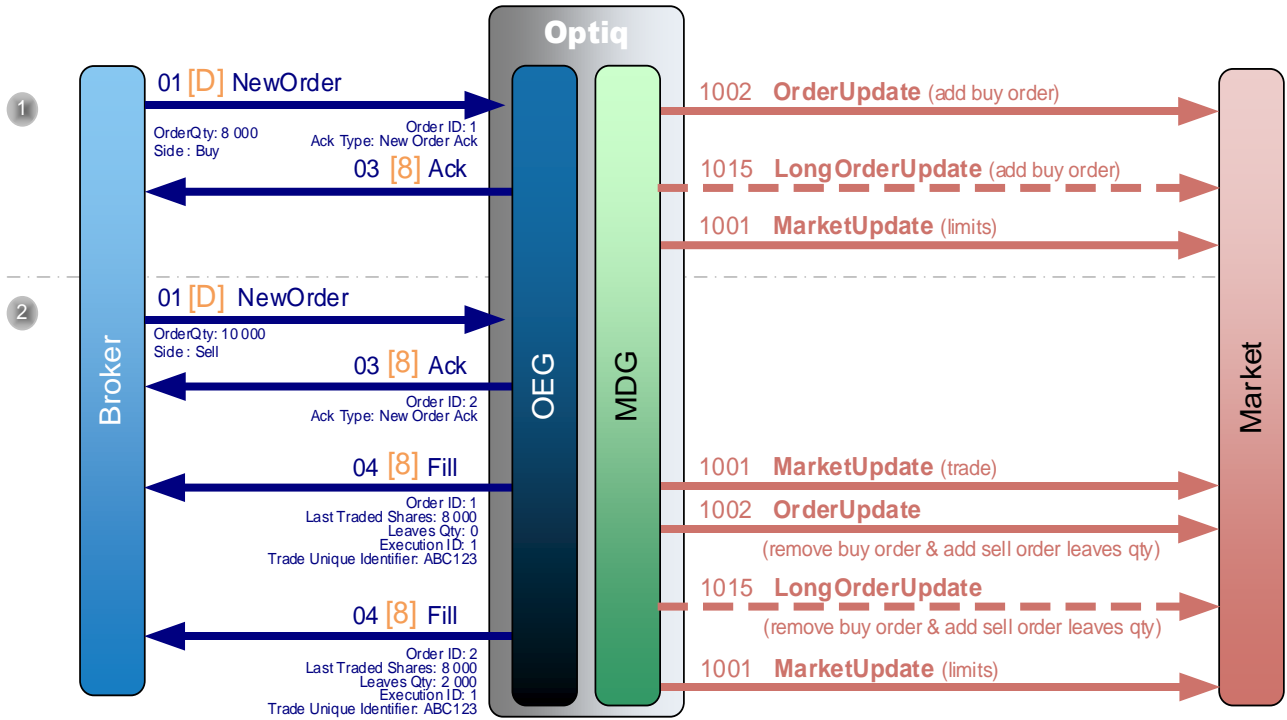 Optiq
1
01 [D] NewOrder
OrderQty: 8 000
Side : Buy
Order ID: 1
Ack Type: New Order Ack
03 [8] Ack
1002 OrderUpdate (add buy order)
1015 LongOrderUpdate (add buy order)
1001 MarketUpdate (limits)
2
01 [D] NewOrder
OrderQty: 10 000
Side : Sell
03 [8] Ack
Order ID: 2
Ack Type: New Order Ack
Broker
OEG
MDG
Market
04 [8] Fill
Order ID: 1
Last Traded Shares: 8 000
Leaves Qty: 0
Execution ID: 1
Trade Unique Identifier: ABC123
04 [8] Fill
Order ID: 2
Last Traded Shares: 8 000
Leaves Qty: 2 000
Execution ID: 1
Trade Unique Identifier: ABC123
1001 MarketUpdate (trade)
1002 OrderUpdate
(remove buy order & add sell order leaves qty)
1015 LongOrderUpdate
(remove buy order & add sell order leaves qty)
1001 MarketUpdate (limits)